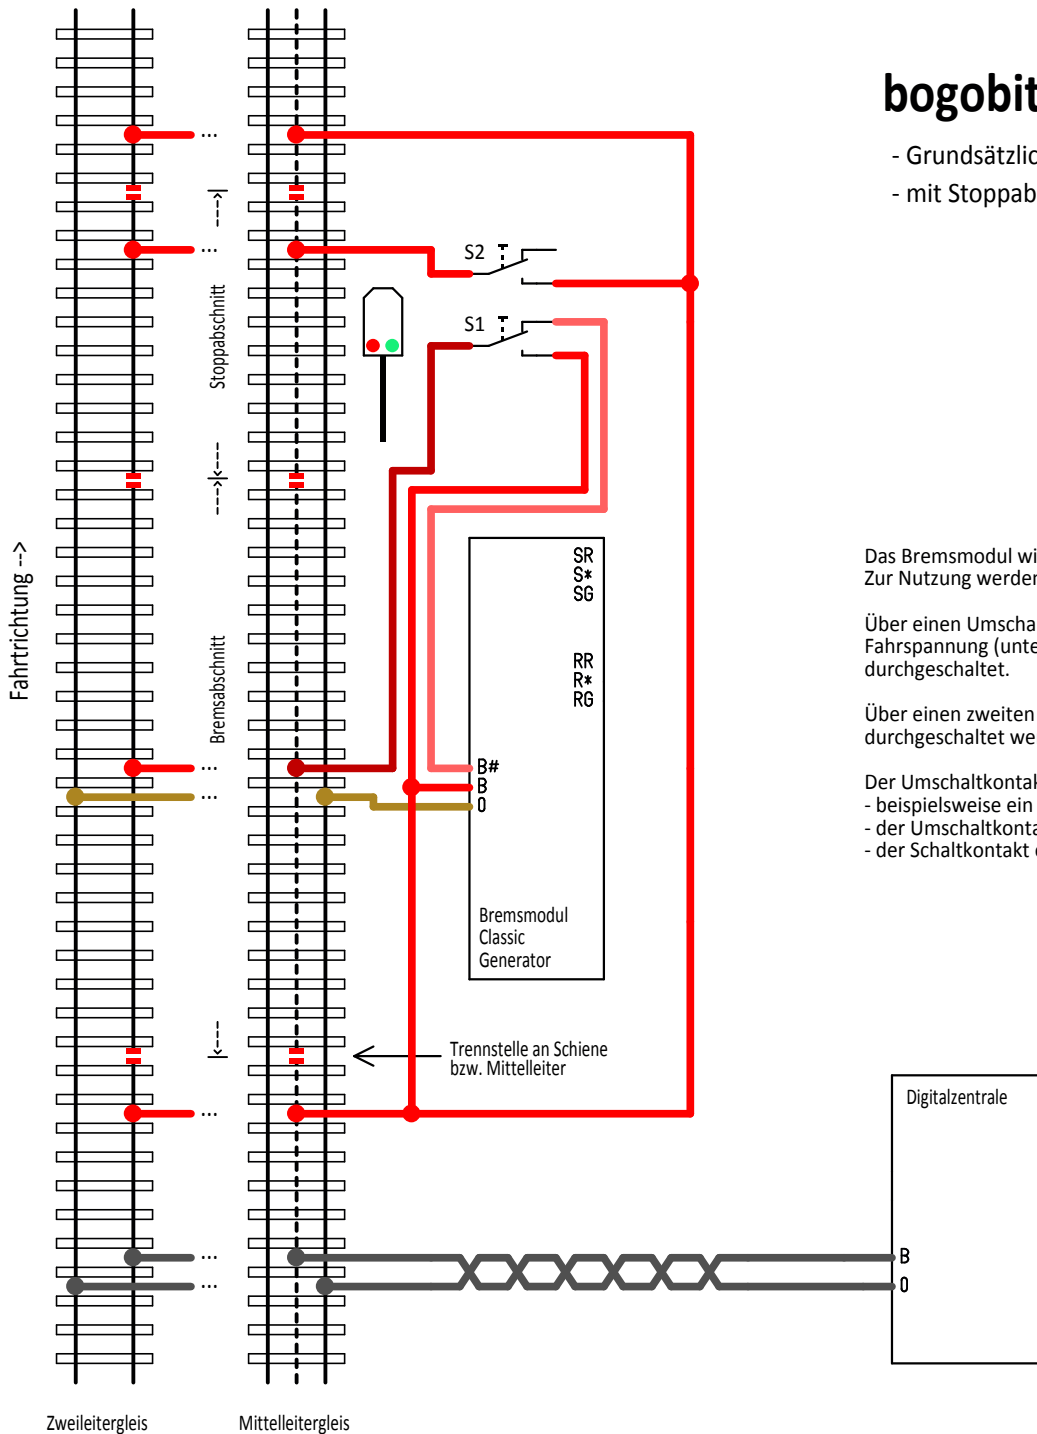 bogobit
- Grundsätzlic
- mit Stoppab
...
...
S2
Stoppabschnitt
S1
Fahrtrichtung -->
SR
S*
SG
RR
R*
RG
Bremsabschnitt
...
B#
B
...
0
Bremsmodul
Classic
Generator
Das Bremsmodul wi
Zur Nutzung werder
Über einen Umscha
Fahrspannung (unte
durchgeschaltet.
Über einen zweiten
durchgeschaltet we
Der Umschaltkontak
- beispielsweise ein
- der Umschaltkonta
- der Schaltkontakt
Trennstelle an Schiene
bzw. Mittelleiter
...
Digitalzentrale
...
B
...
0
Zweileitergleis
Mittelleitergleis